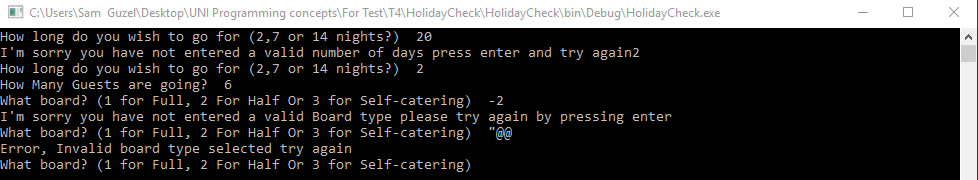 C:\Users\Sam  Guzel\Desktop\UNI Programming concepts\For Test\T4\HolidayCheck\HolidayCheck\bin\Debug\HolidayCheck.exe
How long do you wish to go for (2,7 or 14 nights?)  20
I'm sorry you have not entered a valid number of days press enter and try again2
How long do you wish to go for (2,7 or 14 nights?)  2
How Many Guests are going?  6
What board? (1 for Full, 2 For Half Or 3 for Self-catering)  -2
I'm sorry you have not entered a valid Board type please try again by pressing enter
What board? (1 for Full, 2 For Half Or 3 for Self-catering)  "@@
Error, Invalid board type selected try again
What board? (1 for Full, 2 For Half Or 3 for Self-catering)